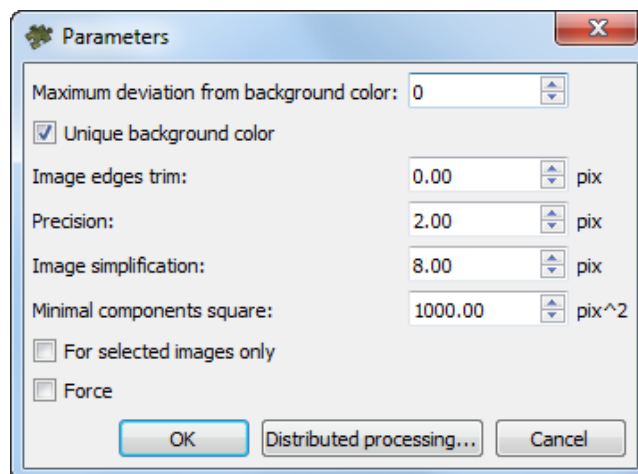 Parameters
Maximum deviation from background color: 0
Unique background color
Image edges trim: 0.00 pix
Precision: 2.00 pix
Image simplification: 8.00 pix
Minimal components square: 1000.00 pix^2
For selected images only
Force
OK Distributed processing... Cancel